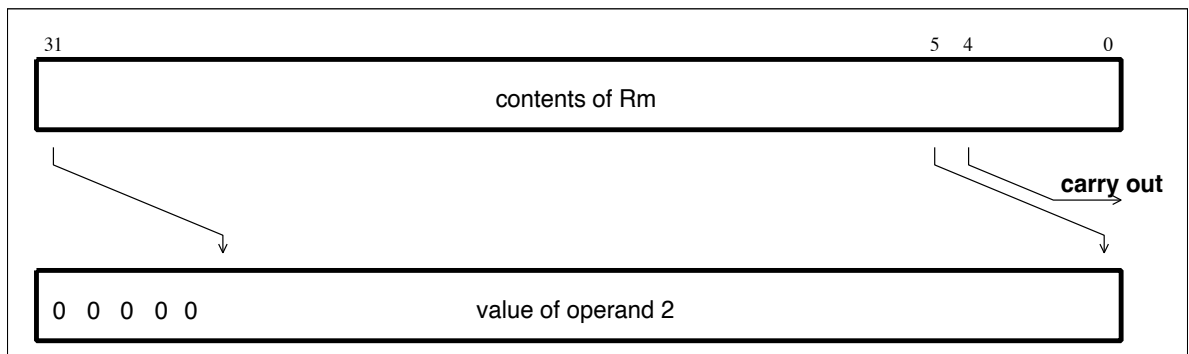 31 5 4 0
contents of Rm
carry out
0 0 0 0 0 value of operand 2